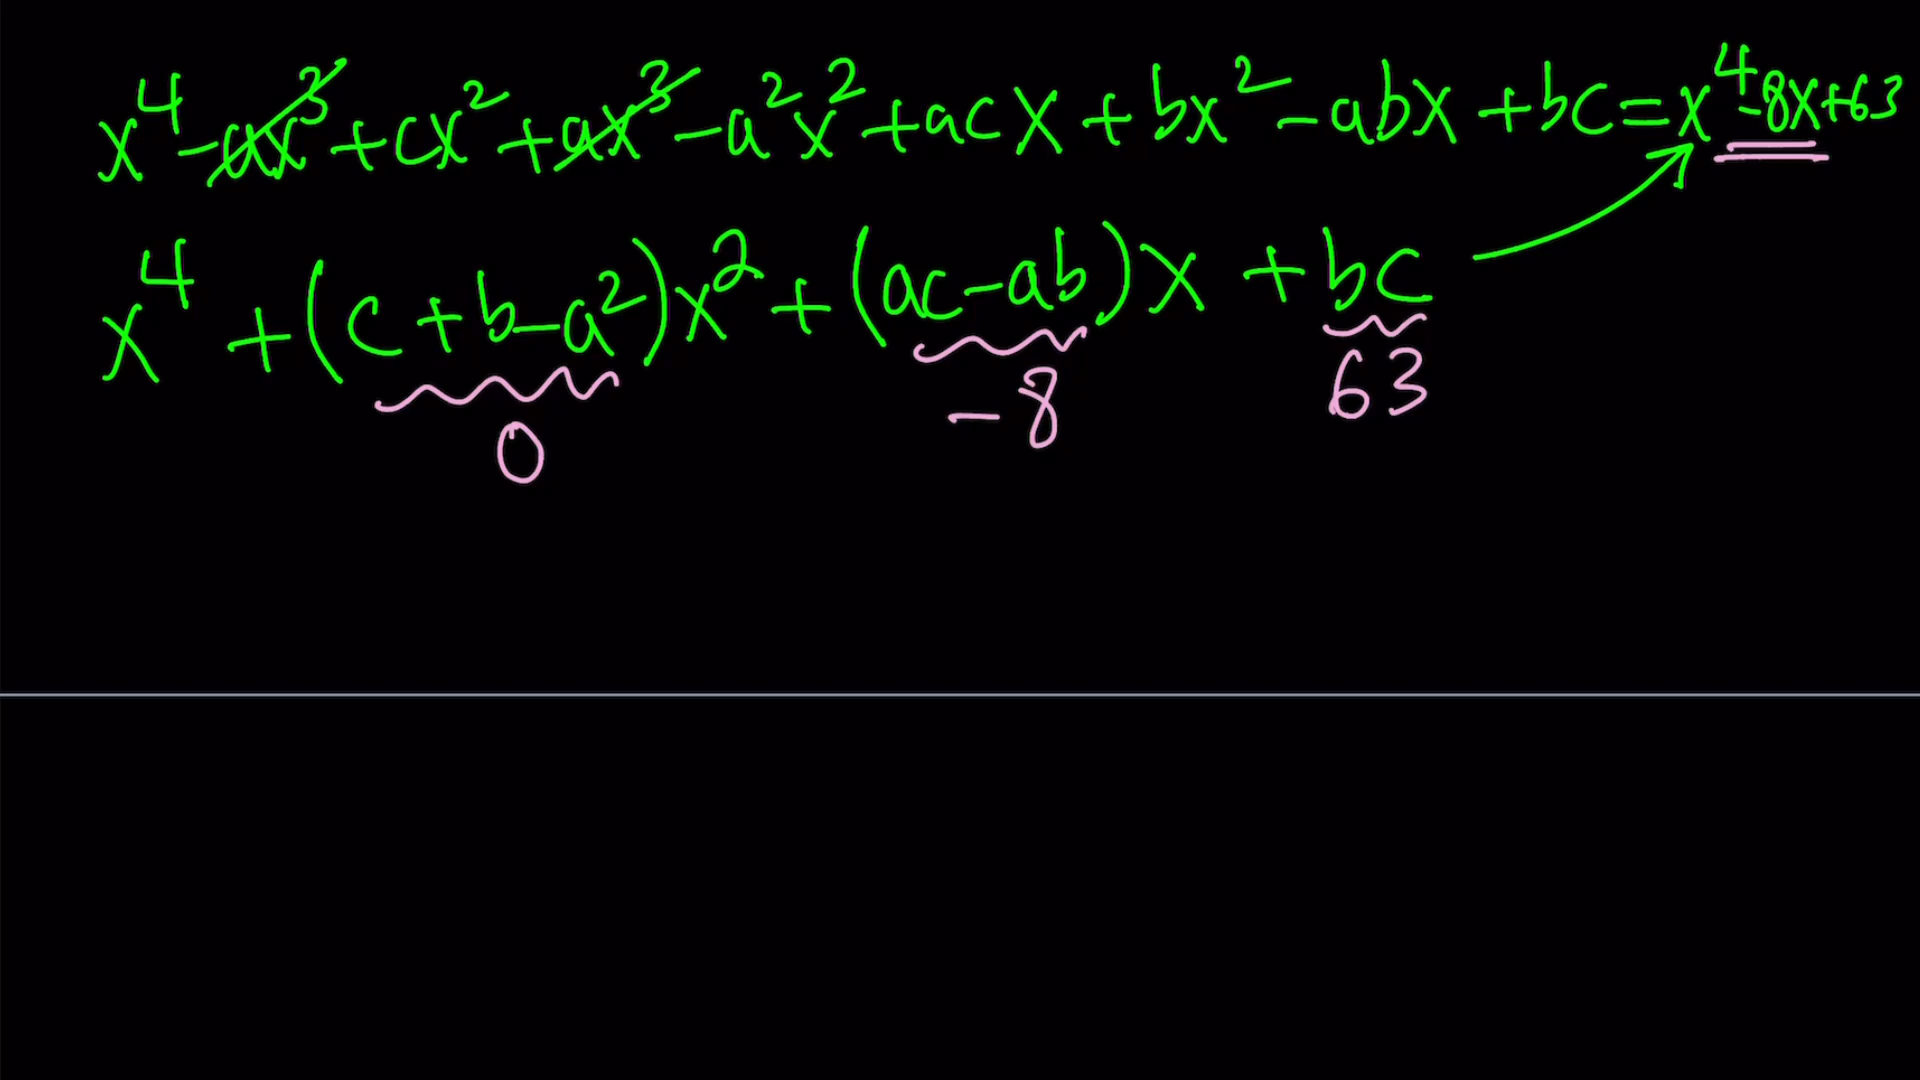 x⁴ - ax³ + cx² + ax³ - a²x² + acx + bx² - abx + bc = x⁴ - 8x + 63
x⁴ + (c + b - a²)x² + (ac - ab)x + bc
0 -8 63